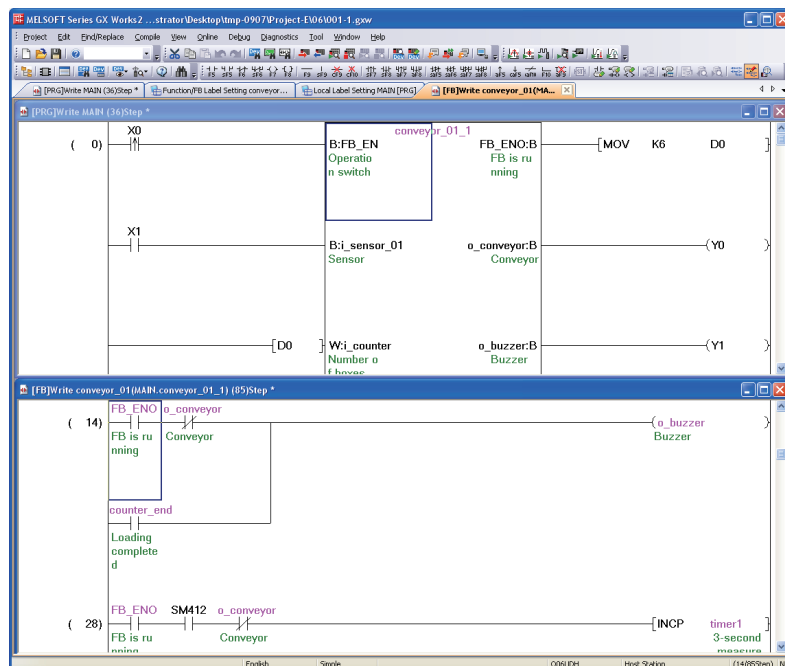 MELSOFT Series GX Works2 ...strator\Desktop\tmp-0907\Project-E\06\001-1.gxw
Project Edit Find/Replace Compile View Online Debug Diagnostics Tool Window Help
[PRG]Write MAIN (36)Step * Function/FB Label Setting conveyor... Local Label Setting MAIN [PRG] [FB]Write conveyor_01(MA...
[PRG]Write MAIN (36)Step *
X0 conveyor_01_1
( 0) B:FB_EN FB_ENO:B MOV K6 D0
Operatio FB is ru
n switch nning
X1
B:i_sensor_01 o_conveyor:B Y0
Sensor Conveyor
D0 W:i_counter o_buzzer:B Y1
Number o Buzzer
f boxes
[FB]Write conveyor_01(MAIN.conveyor_01_1) (85)Step *
FB_ENO o_conveyor
( 14) o_buzzer
FB is ru Conveyor Buzzer
nning
counter_end
Loading
complete
d
FB_ENO SM412 o_conveyor
( 28) INCP timer1
FB is ru Conveyor 3-second
nning measure
English Simple Q06UDH Host Station (14/85Step)